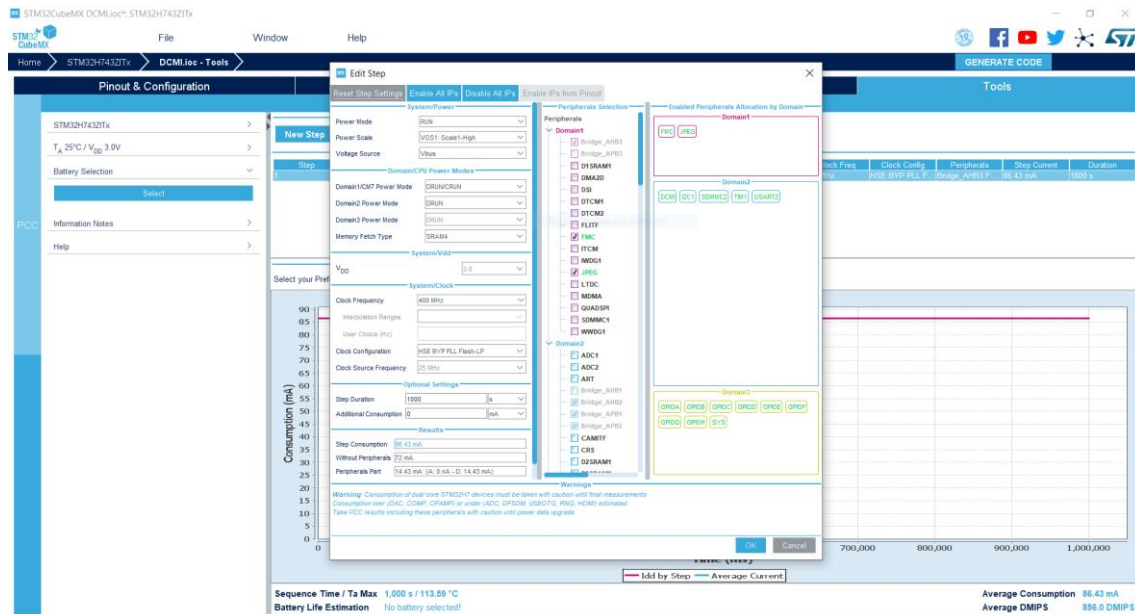 STM32CubeMX DCMI.ioc*: STM32H743ZITx
STM32 CubeMX
File
Window
Help
Home
STM32H743ZITx
DCMI.ioc - Tools
GENERATE CODE
Pinout & Configuration
Tools
PCC
STM32H743ZITx
TA 25°C / VDD 3.0V
Battery Selection
Select
Information Notes
Help
New Step
Step
Clock Config
Peripherals
Step Current
Duration
1
86.43 mA
1000 s
Edit Step
Reset Step Settings
Enable All IPs
Disable All IPs
Enable IPs from Pinout
System/Power
Power Mode
RUN
Power Scale
VOS1: Scale1-High
Voltage Source
Vbus
Domain/CPU Power Modes
Domain1/CM7 Power Mode
DRUN/CRUN
Domain2 Power Mode
DRUN
Domain3 Power Mode
DRUN
Memory Fetch Type
SRAM4
System/Vdd
VDD
3.0
System/Clock
Clock Frequency
400 MHz
Interpolation Ranges
User Choice (Hz)
Clock Configuration
HSE BYP PLL Flash-LP
Clock Source Frequency
25 MHz
Optional Settings
Step Duration
1000
s
Additional Consumption
0
mA
Results
Step Consumption
86.43 mA
Without Peripherals
72 mA
Peripherals Part
14.43 mA (A: 0 nA - D: 14.43 mA)
Peripherals Selection
Peripherals
Domain1
Bridge_AHB3
Bridge_APB3
D1SRAM1
DMA2D
DSI
DTCM1
DTCM2
FLITF
FMC
ITCM
IWDG1
JPEG
LTDC
MDMA
QUADSPI
SDMMC1
WWDG1
Domain2
ADC1
ADC2
ART
Bridge_AHB1
Bridge_AHB2
Bridge_APB1
Bridge_APB2
CAMITF
CRS
D2SRAM1
Enabled Peripherals Allocation by Domain
Domain1
FMC JPEG
Domain2
DCMI I2C1 SDMMC2 TIM1 USART2
Domain3
GPIOA GPIOB GPIOC GPIOD GPIOE GPIOF
GPIOG GPIOH SYS
Warnings
Warning: Consumption of dual core STM32H7 devices must be taken with caution until final measurements
Consumption over (DAC, COMP, OPAMP) or under (ADC, DFSDM, USBOTG, RNG, HDMI) estimated
Take PCC results including these peripherals with caution until power data upgrade.
OK
Cancel
Consumption (mA)
90
85
80
75
70
65
60
55
50
45
40
35
30
25
20
15
10
5
0
0
700,000
800,000
900,000
1,000,000
Idd by Step
Average Current
Sequence Time / Ta Max 1,000 s / 113.59 °C
Battery Life Estimation No battery selected!
Average Consumption 86.43 mA
Average DMIPS 856.0 DMIPS